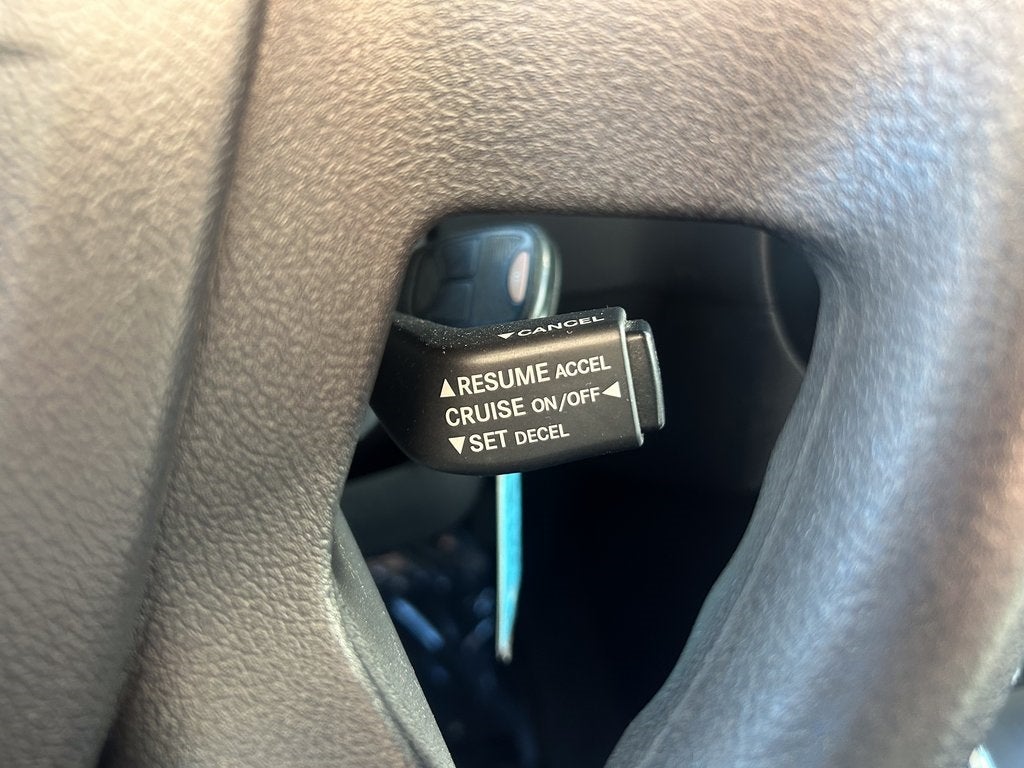 ▼CANCEL
▲RESUME ACCEL
CRUISE ON/OFF◀
▼SET DECEL